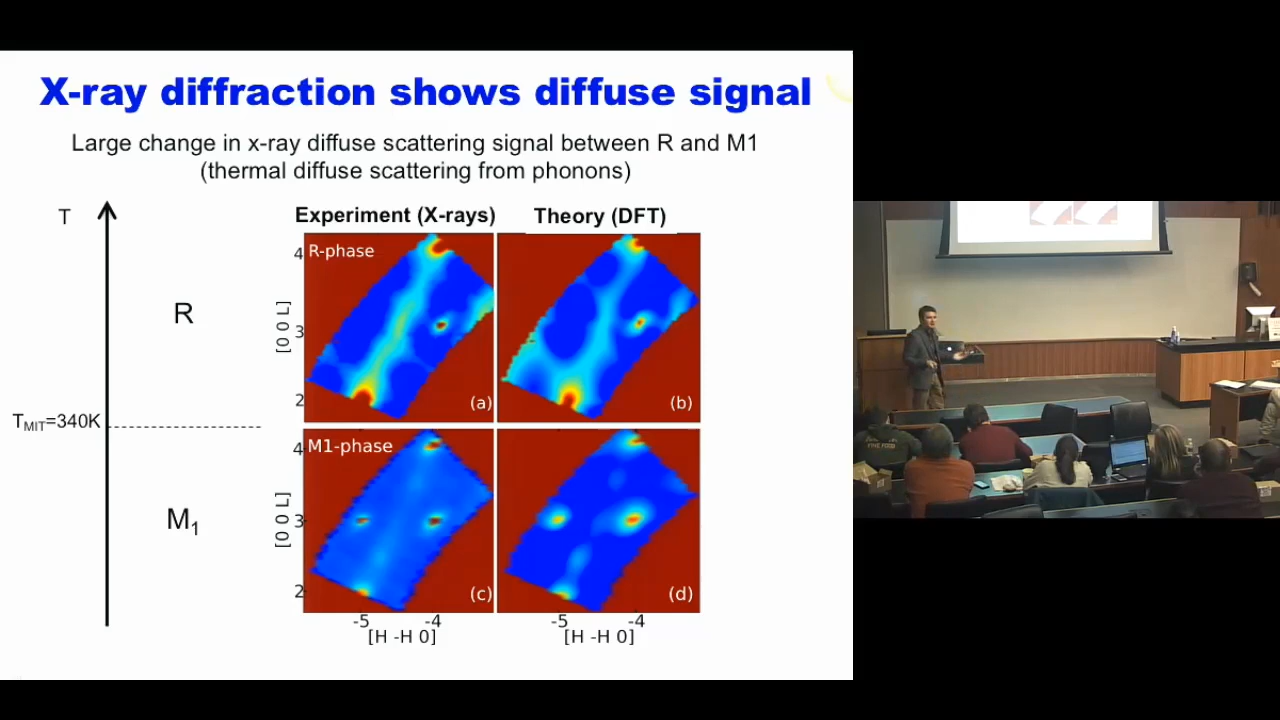 X-ray diffraction shows diffuse signal
Large change in x-ray diffuse scattering signal between R and M1
(thermal diffuse scattering from phonons)
T
Experiment (X-rays)
Theory (DFT)
R-phase
4
3
2
[0 0 L]
(a)
(b)
R
T_MIT=340K
M1-phase
4
3
2
[0 0 L]
(c)
(d)
M₁
-5
-4
-5
-4
[H -H 0]
[H -H 0]